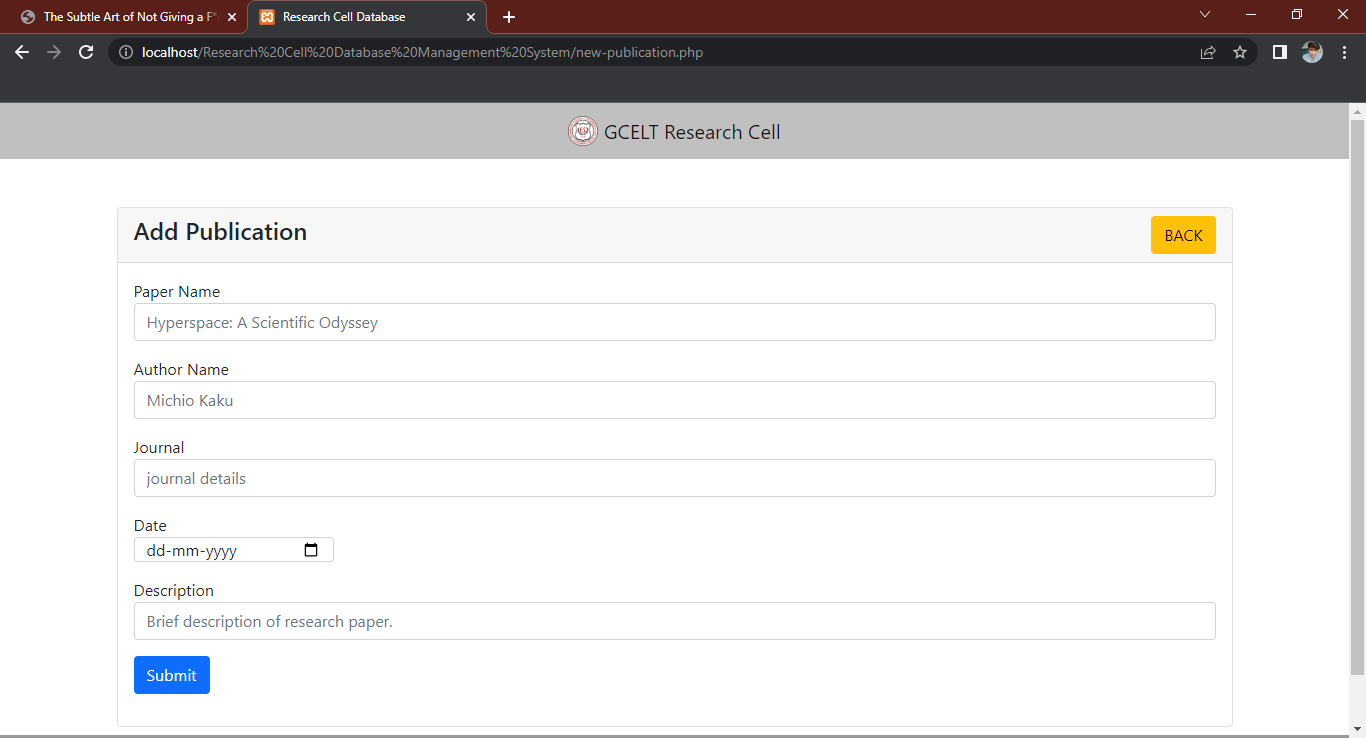 The Subtle Art of Not Giving a F*
Research Cell Database
localhost/Research%20Cell%20Database%20Management%20System/new-publication.php
GCELT Research Cell
Add Publication
BACK
Paper Name
Hyperspace: A Scientific Odyssey
Author Name
Michio Kaku
Journal
journal details
Date
dd-mm-yyyy
Description
Brief description of research paper.
Submit